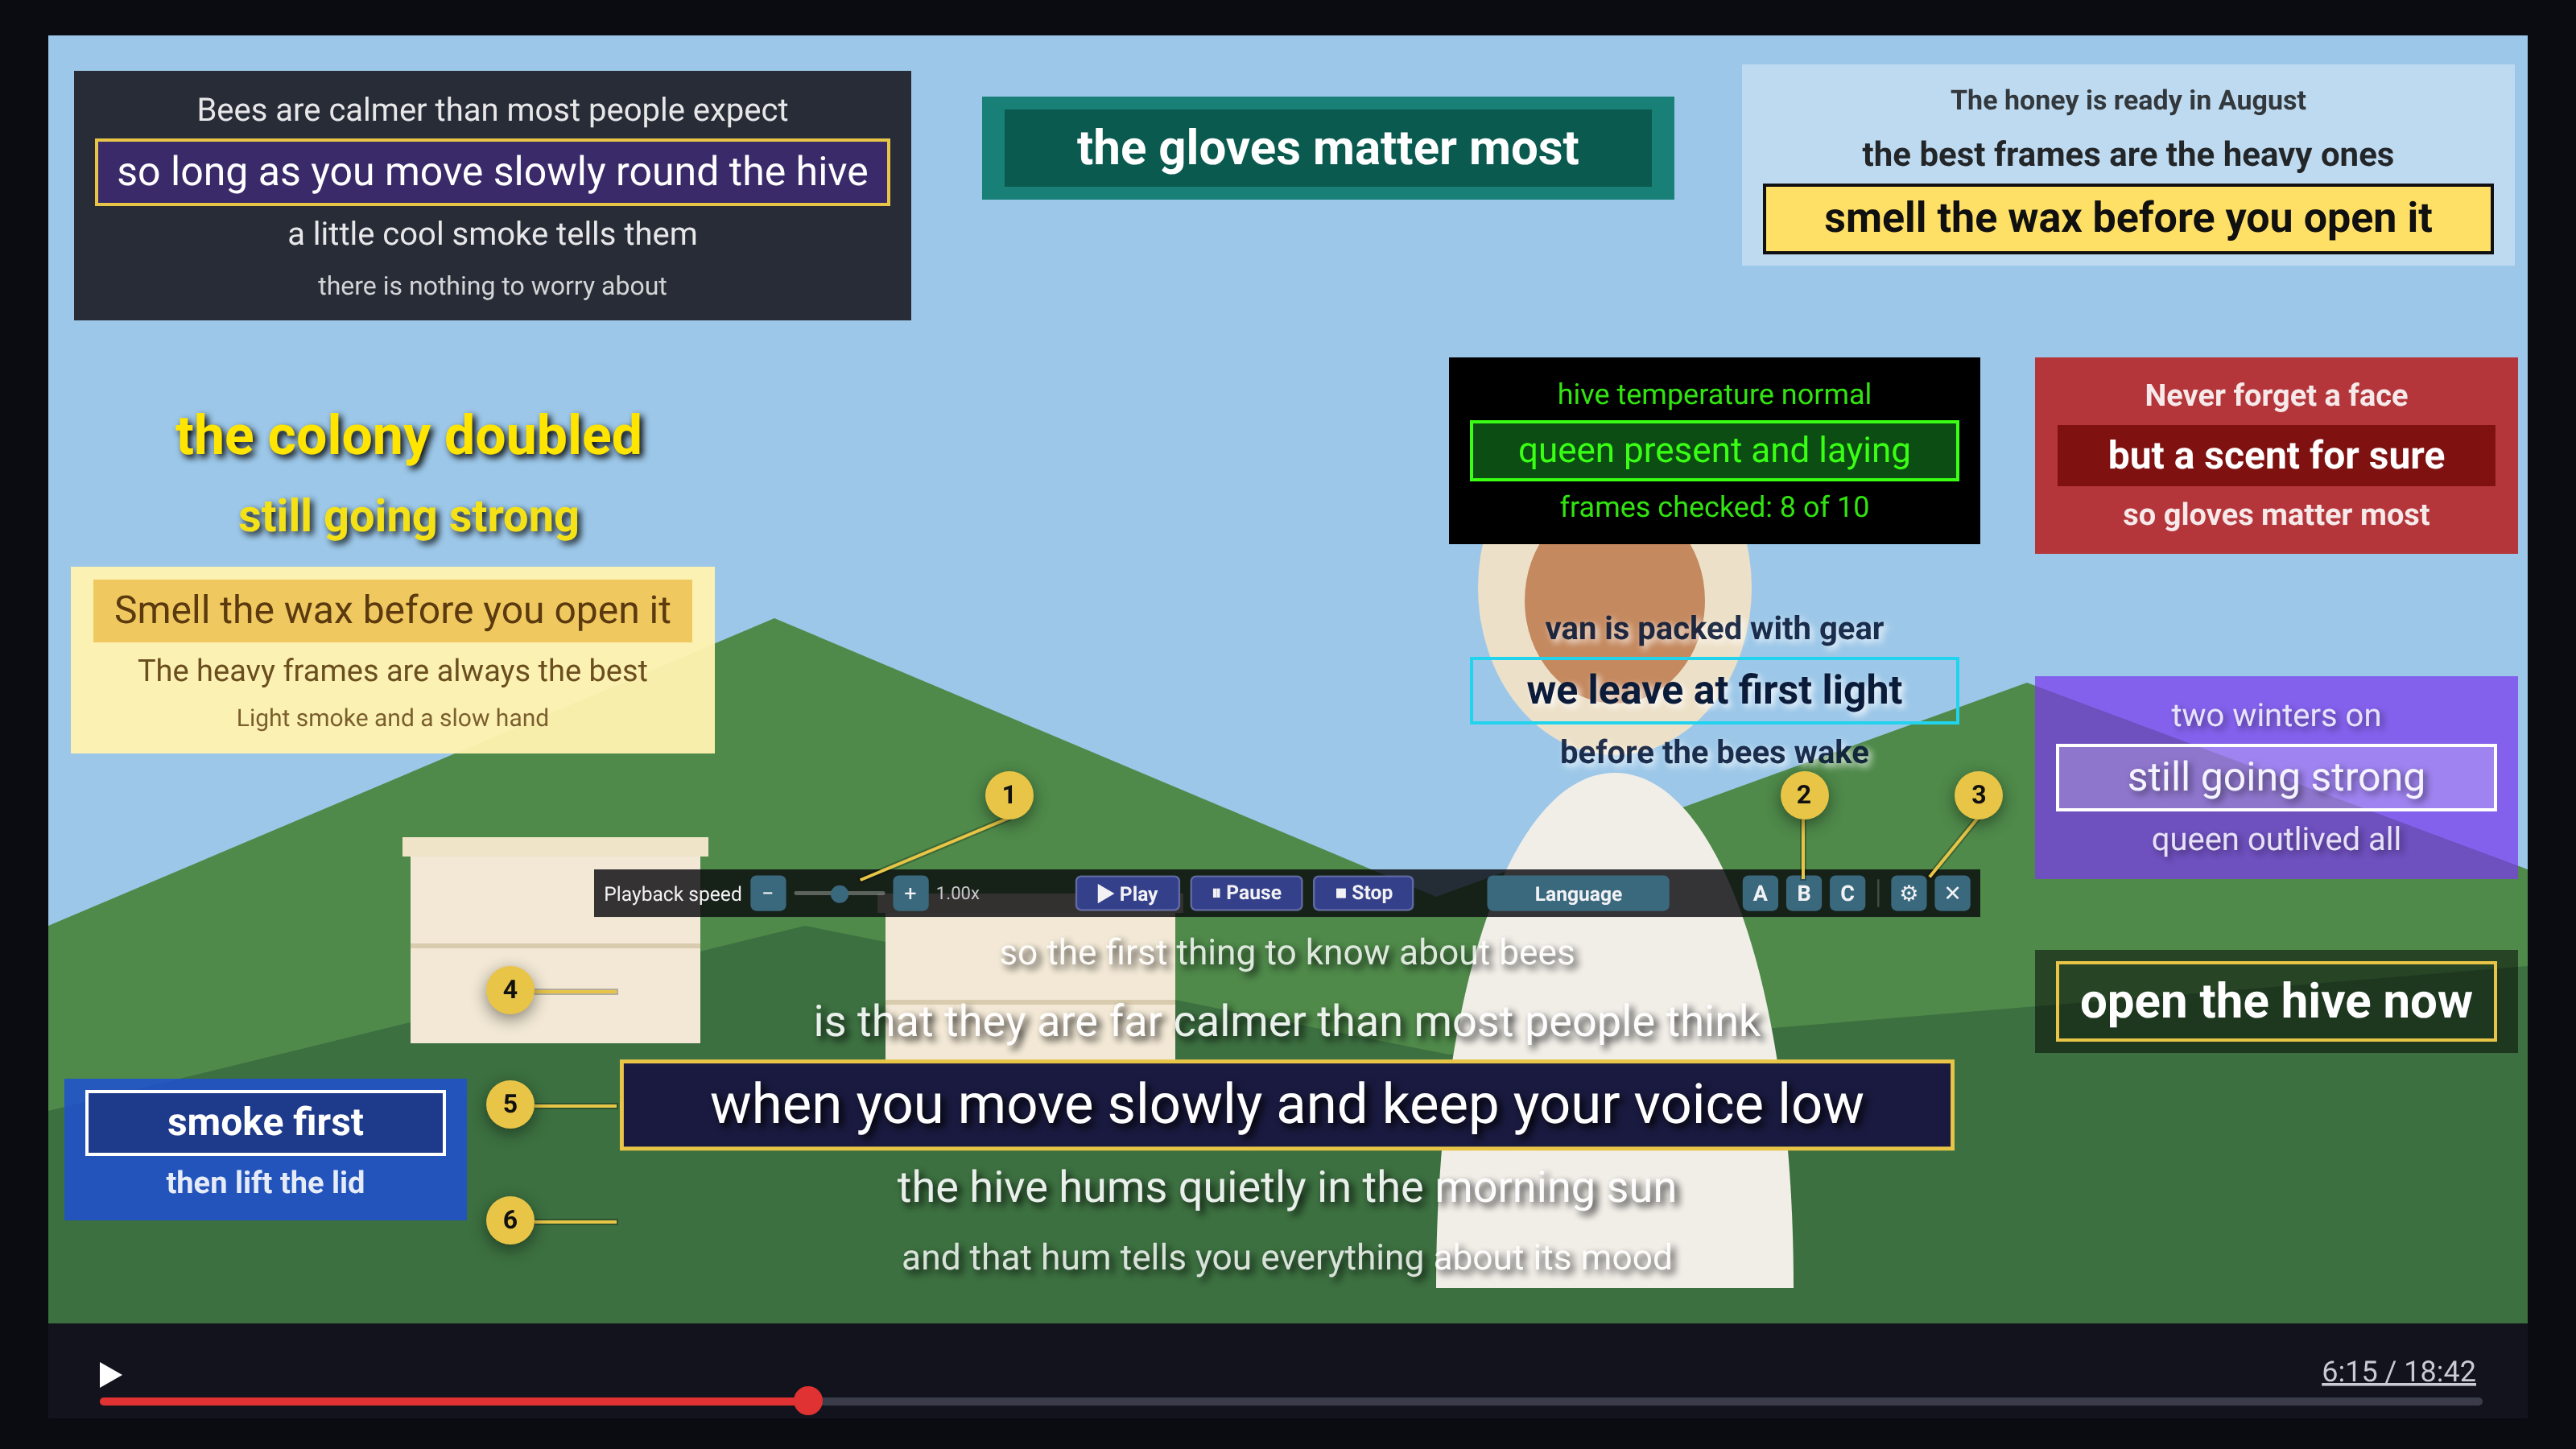 Bees are calmer than most people expect
so long as you move slowly round the hive
a little cool smoke tells them
there is nothing to worry about
the gloves matter most
The honey is ready in August
the best frames are the heavy ones
smell the wax before you open it
the colony doubled
still going strong
hive temperature normal
queen present and laying
frames checked: 8 of 10
Never forget a face
but a scent for sure
so gloves matter most
Smell the wax before you open it
The heavy frames are always the best
Light smoke and a slow hand
van is packed with gear
we leave at first light
before the bees wake
two winters on
still going strong
queen outlived all
1
2
3
Playback speed − + 1.00x Play Pause Stop Language A B C ⚙ ✕
so the first thing to know about bees
4
is that they are far calmer than most people think
open the hive now
5
when you move slowly and keep your voice low
smoke first
then lift the lid
the hive hums quietly in the morning sun
6
and that hum tells you everything about its mood
6:15 / 18:42